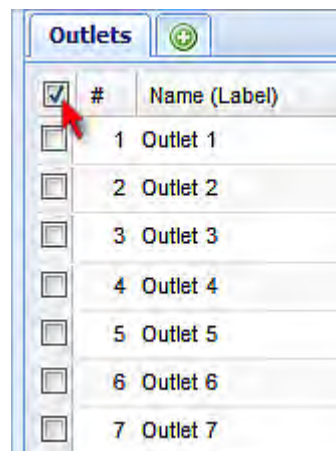 Outlets
# Name (Label)
1 Outlet 1
2 Outlet 2
3 Outlet 3
4 Outlet 4
5 Outlet 5
6 Outlet 6
7 Outlet 7